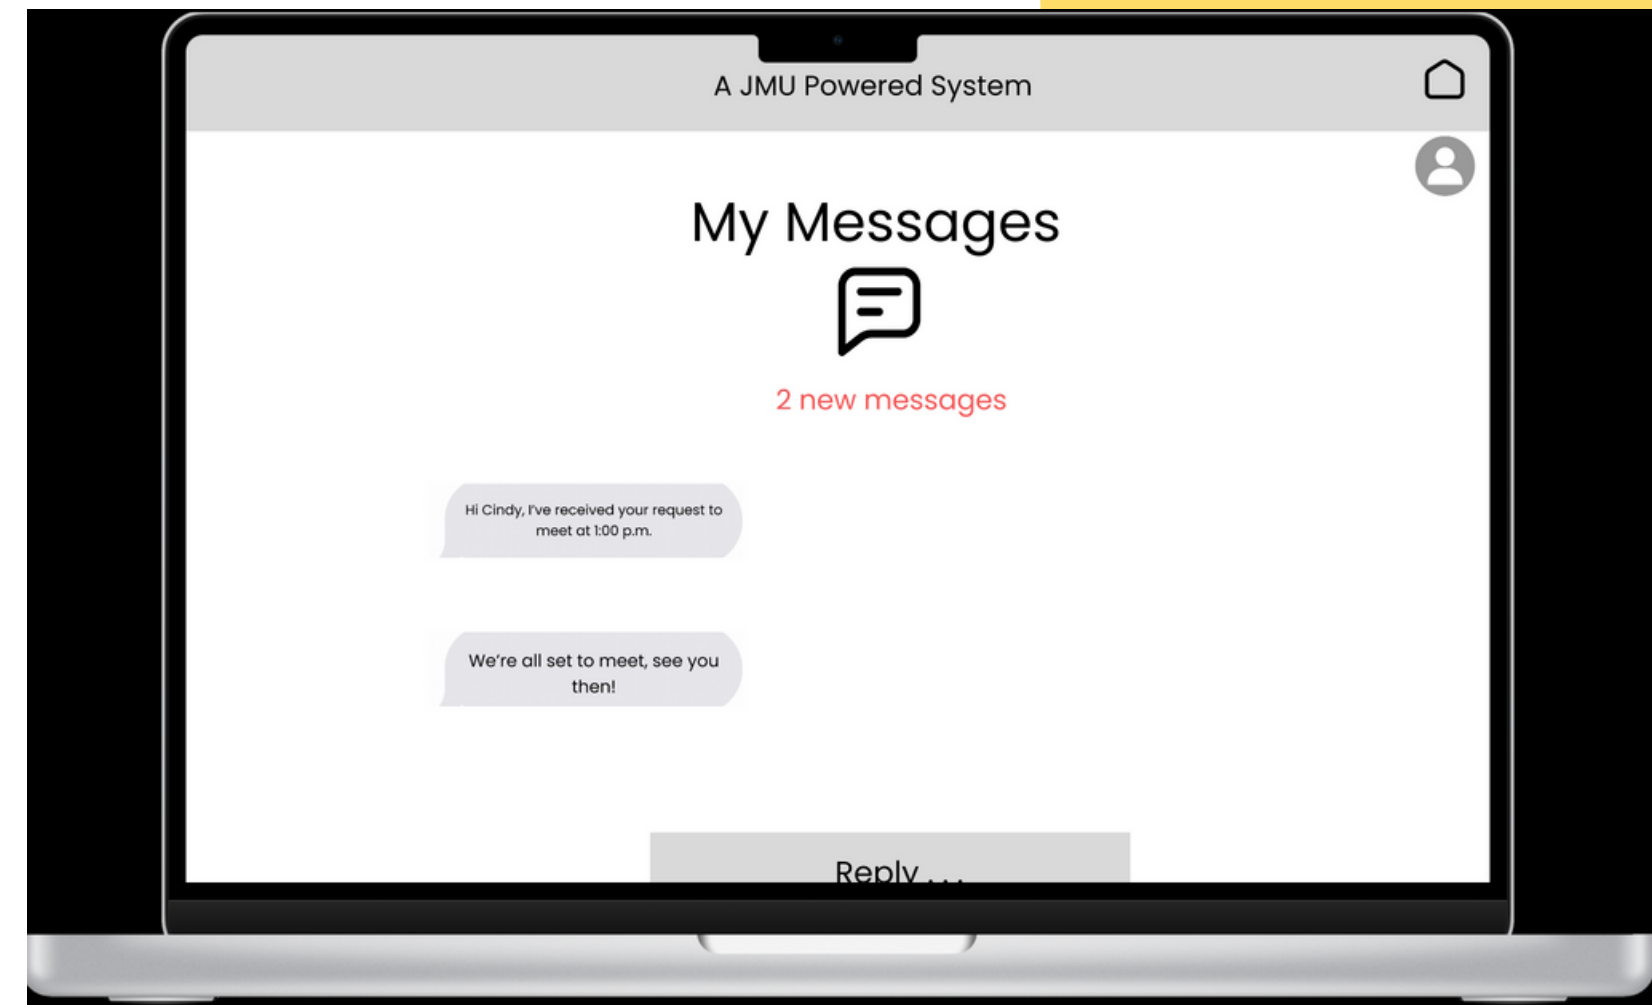 A JMU Powered System
My Messages
2 new messages
Hi Cindy, I've received your request to
meet at 1:00 p.m.
We're all set to meet, see you
then!
Reply . . .